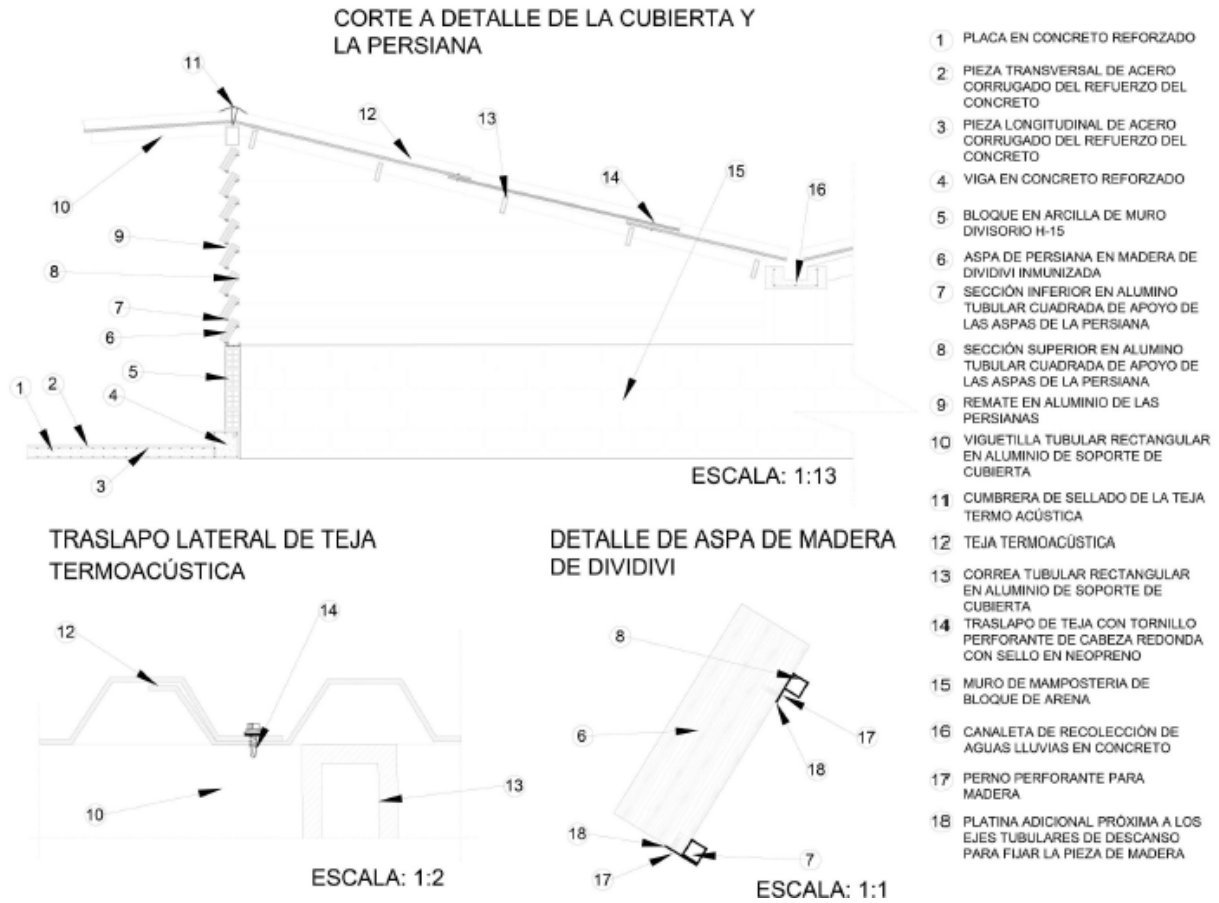 CORTE A DETALLE DE LA CUBIERTA Y
LA PERSIANA
11
12
13
14
15
16
10
9
8
7
6
5
4
1
2
3
ESCALA: 1:13
TRASLAPO LATERAL DE TEJA
TERMOACÚSTICA
12
14
10
13
ESCALA: 1:2
DETALLE DE ASPA DE MADERA
DE DIVIDIVI
8
6
17
18
18
17
7
ESCALA: 1:1
1 PLACA EN CONCRETO REFORZADO
2 PIEZA TRANSVERSAL DE ACERO
CORRUGADO DEL REFUERZO DEL
CONCRETO
3 PIEZA LONGITUDINAL DE ACERO
CORRUGADO DEL REFUERZO DEL
CONCRETO
4 VIGA EN CONCRETO REFORZADO
5 BLOQUE EN ARCILLA DE MURO
DIVISORIO H-15
6 ASPA DE PERSIANA EN MADERA DE
DIVIDIVI INMUNIZADA
7 SECCIÓN INFERIOR EN ALUMINO
TUBULAR CUADRADA DE APOYO DE
LAS ASPAS DE LA PERSIANA
8 SECCIÓN SUPERIOR EN ALUMINO
TUBULAR CUADRADA DE APOYO DE
LAS ASPAS DE LA PERSIANA
9 REMATE EN ALUMINIO DE LAS
PERSIANAS
10 VIGUETILLA TUBULAR RECTANGULAR
EN ALUMINIO DE SOPORTE DE
CUBIERTA
11 CUMBRERA DE SELLADO DE LA TEJA
TERMO ACÚSTICA
12 TEJA TERMOACÚSTICA
13 CORREA TUBULAR RECTANGULAR
EN ALUMINIO DE SOPORTE DE
CUBIERTA
14 TRASLAPO DE TEJA CON TORNILLO
PERFORANTE DE CABEZA REDONDA
CON SELLO EN NEOPRENO
15 MURO DE MAMPOSTERIA DE
BLOQUE DE ARENA
16 CANALETA DE RECOLECCIÓN DE
AGUAS LLUVIAS EN CONCRETO
17 PERNO PERFORANTE PARA
MADERA
18 PLATINA ADICIONAL PRÓXIMA A LOS
EJES TUBULARES DE DESCANSO
PARA FIJAR LA PIEZA DE MADERA